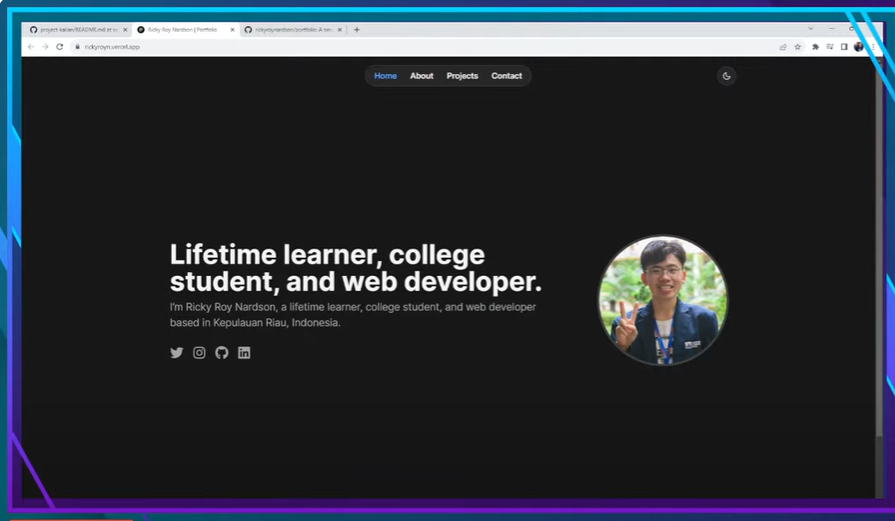 project-kalian/README.md at
Ricky Roy Nardson | Portfolio
rickyroynardson/portfolio: A
rickyroyn.vercel.app
Home About Projects Contact
Lifetime learner, college
student, and web developer.
I'm Ricky Roy Nardson, a lifetime learner, college student, and web developer
based in Kepulauan Riau, Indonesia.